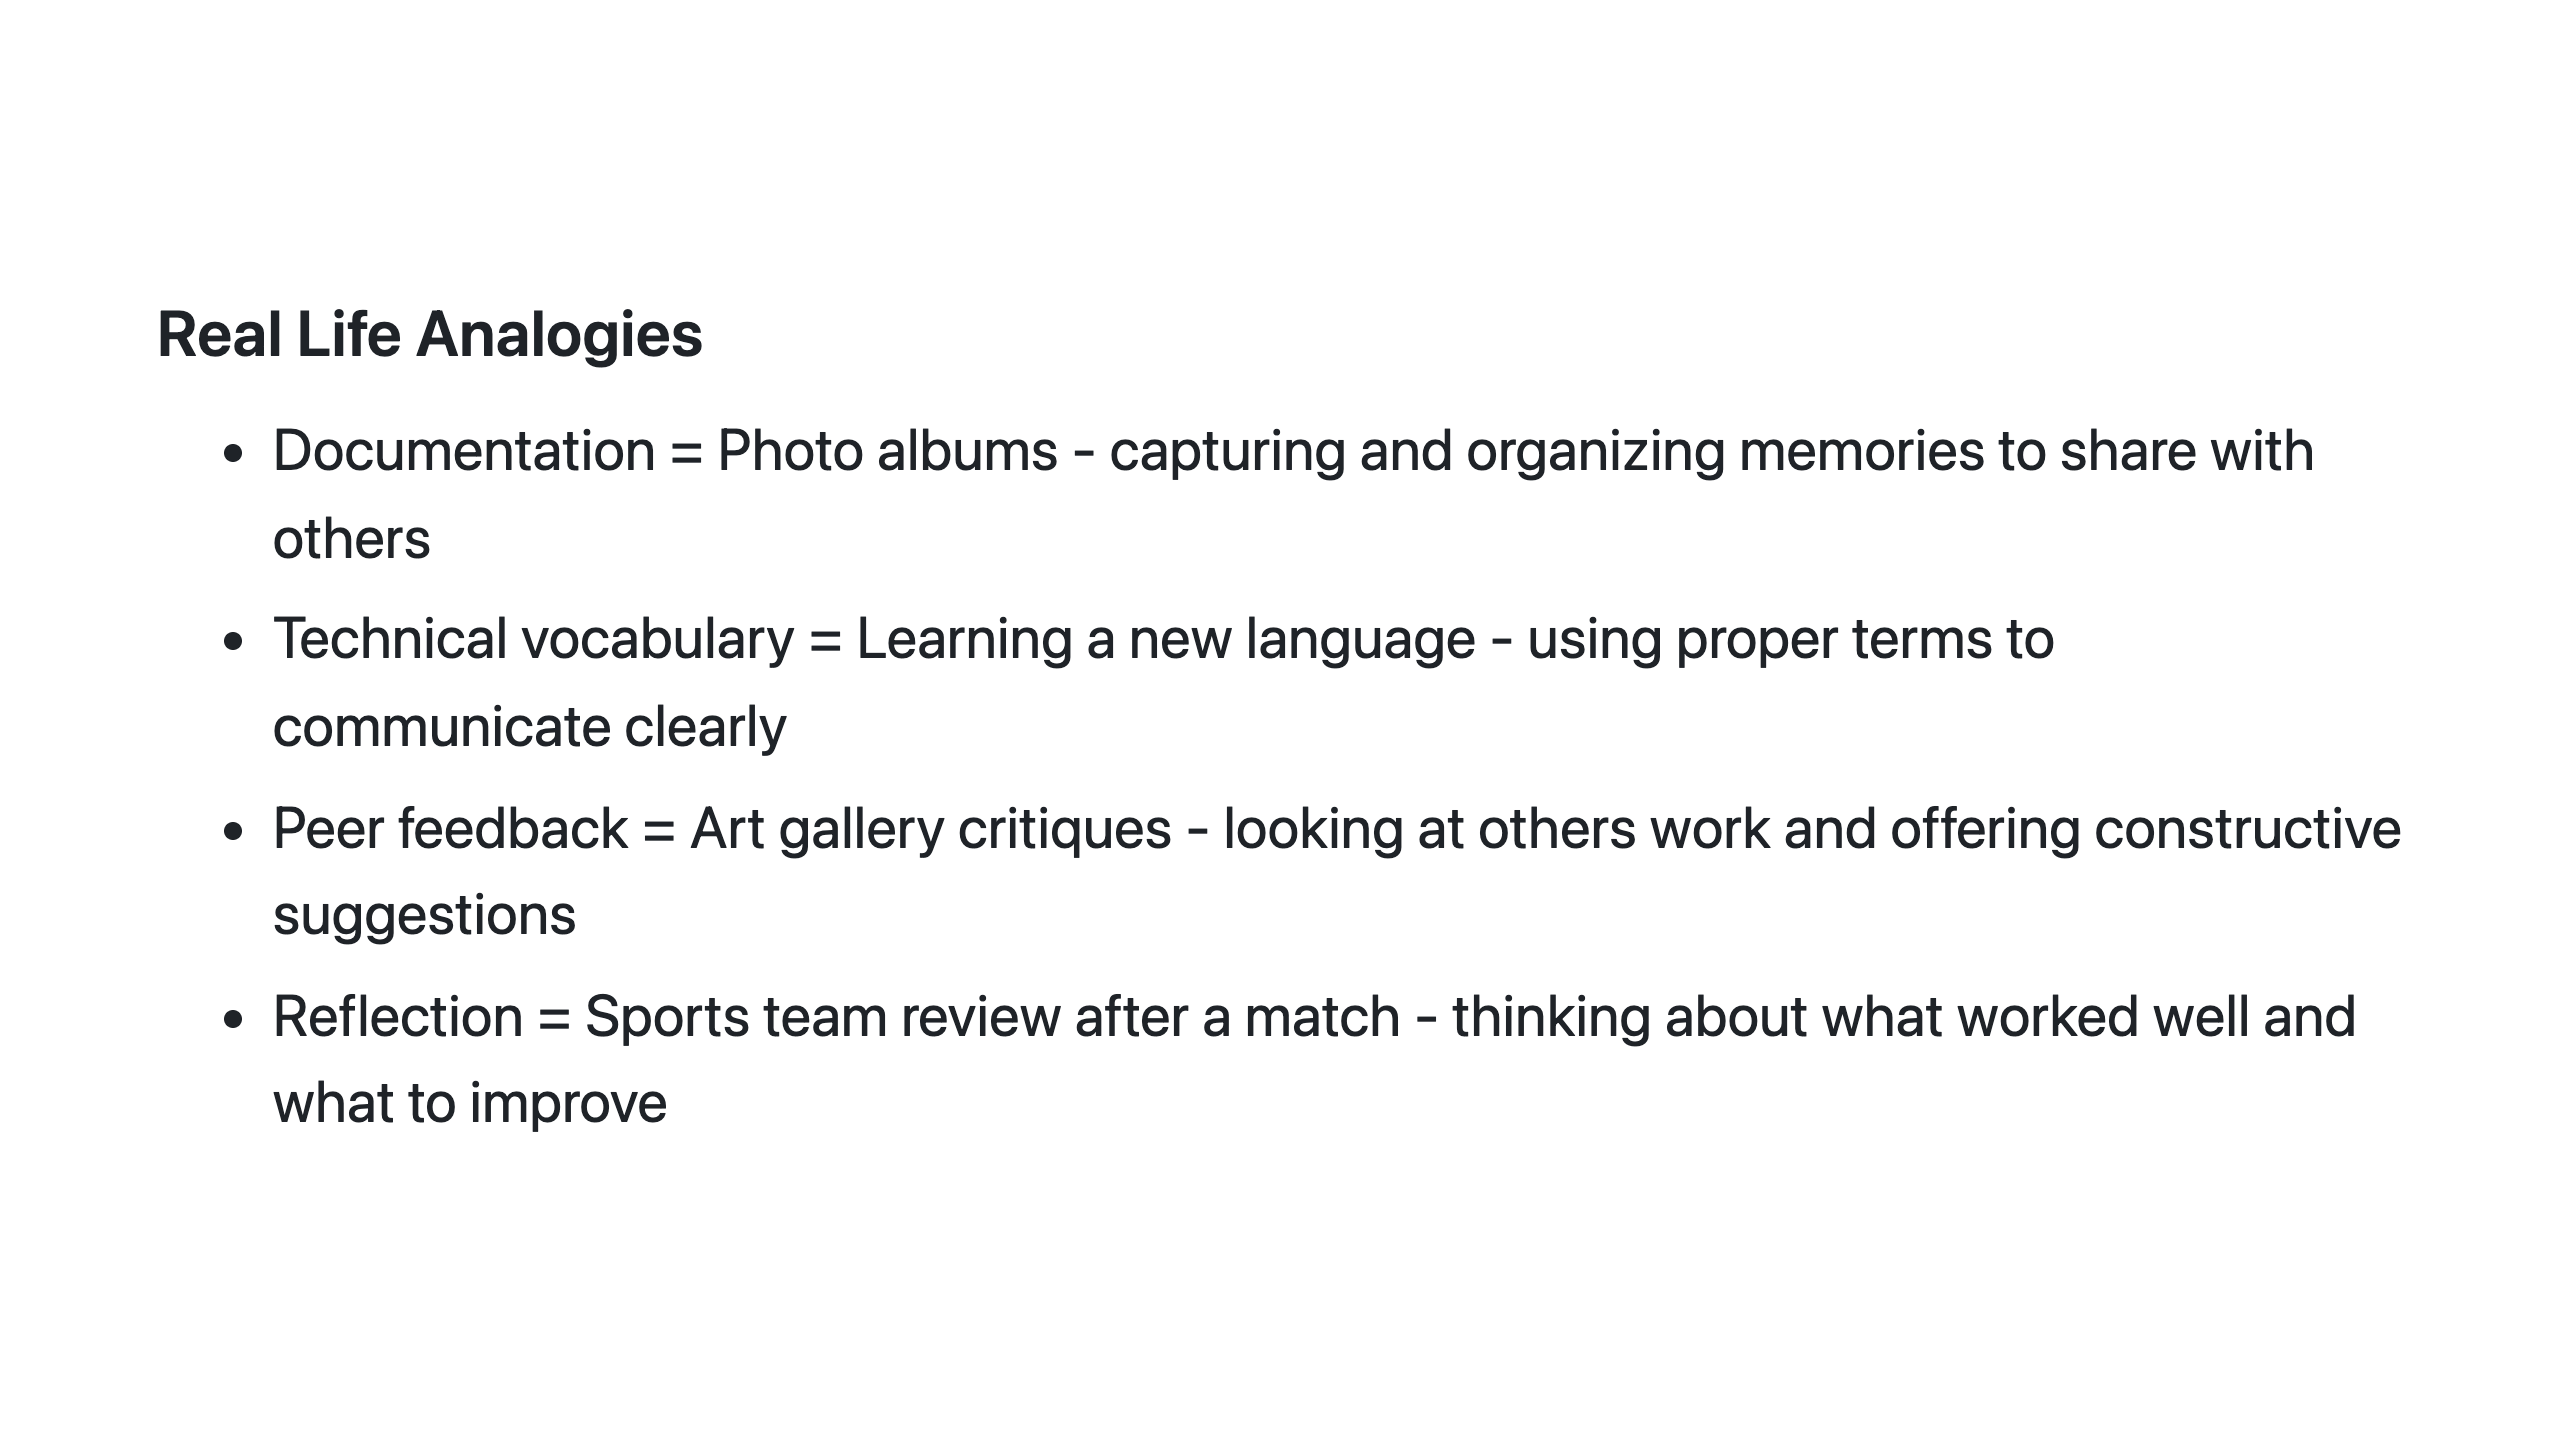 Real Life Analogies
• Documentation = Photo albums - capturing and organizing memories to share with
others
• Technical vocabulary = Learning a new language - using proper terms to
communicate clearly
• Peer feedback = Art gallery critiques - looking at others work and offering constructive
suggestions
• Reflection = Sports team review after a match - thinking about what worked well and
what to improve